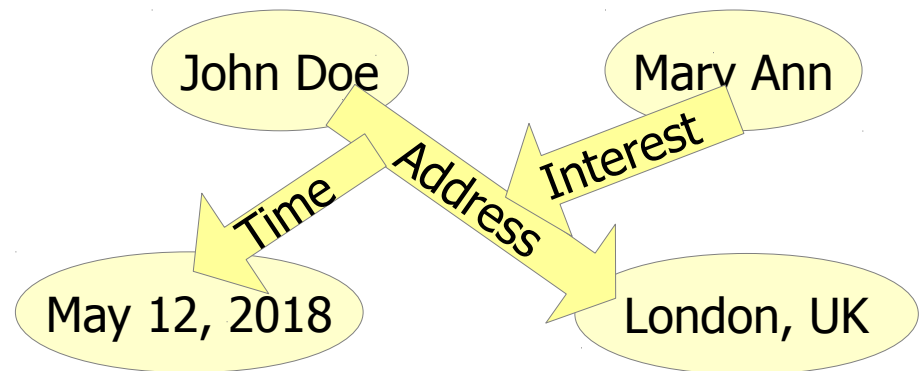 John Doe
Mary Ann
Address
Interest
Time
May 12, 2018
London, UK